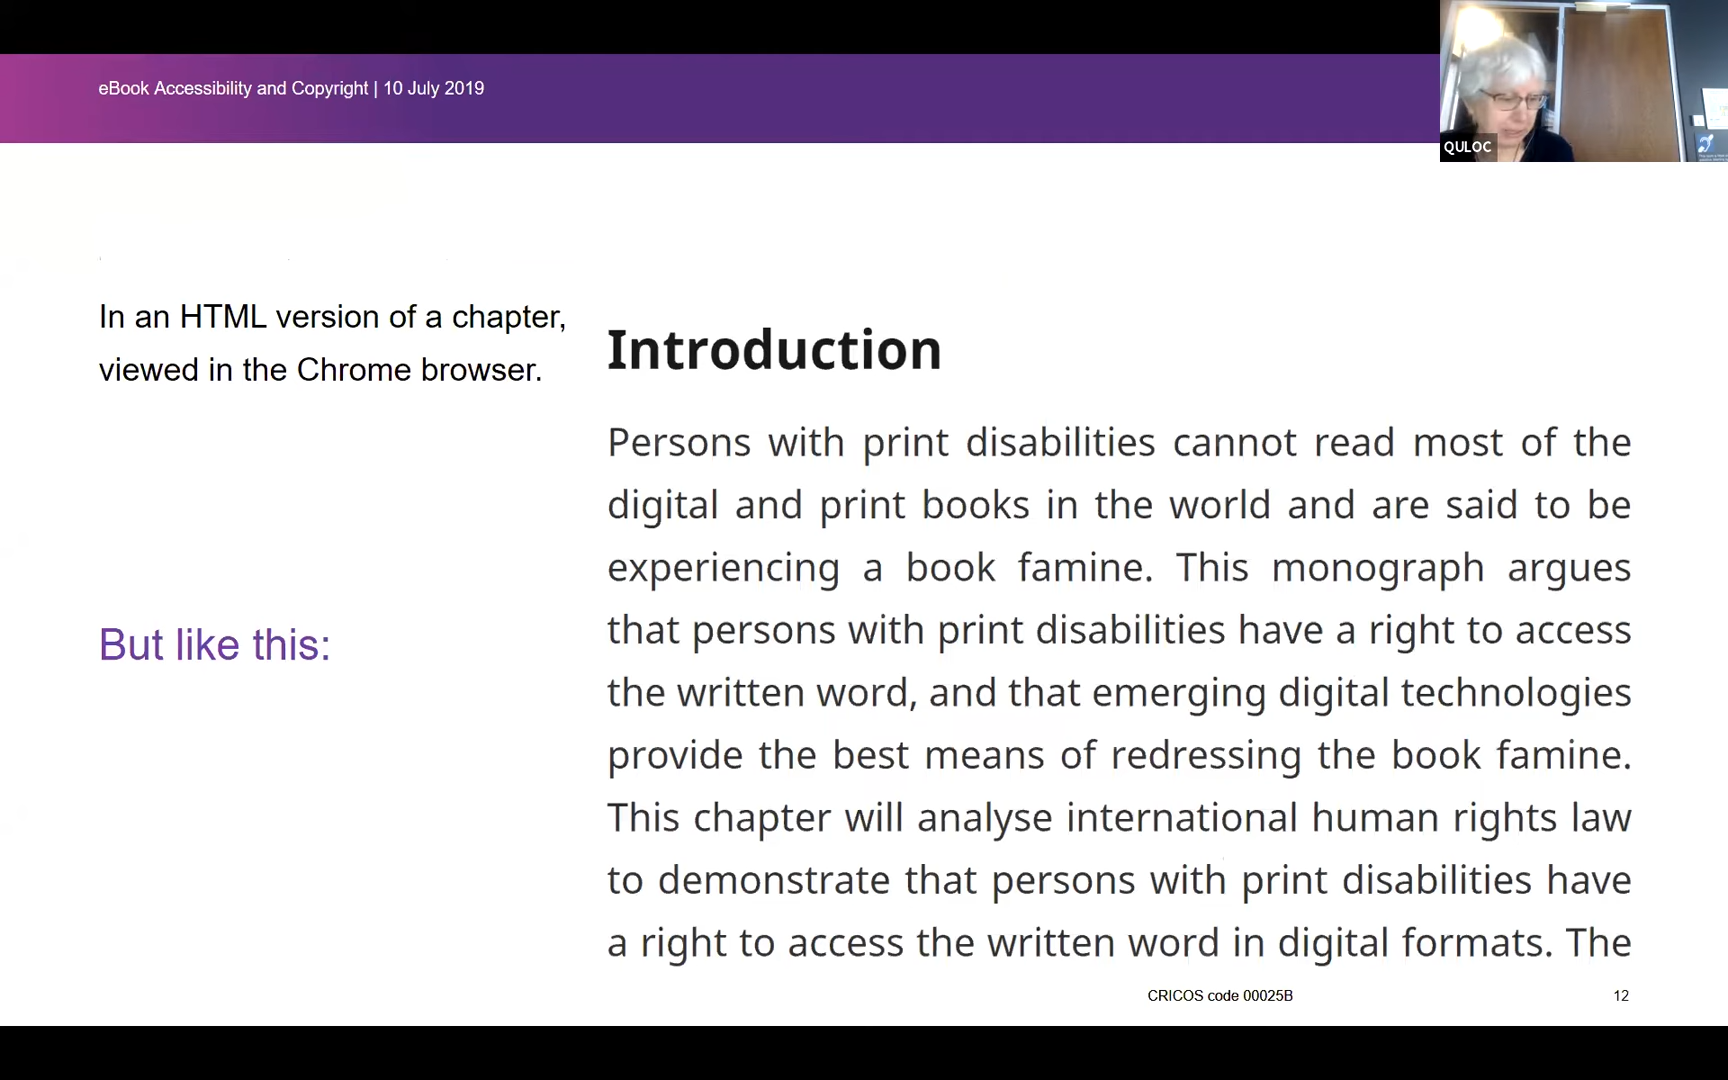 eBook Accessibility and Copyright | 10 July 2019
QULOC
In an HTML version of a chapter,
viewed in the Chrome browser.
But like this:
Introduction
Persons with print disabilities cannot read most of the
digital and print books in the world and are said to be
experiencing a book famine. This monograph argues
that persons with print disabilities have a right to access
the written word, and that emerging digital technologies
provide the best means of redressing the book famine.
This chapter will analyse international human rights law
to demonstrate that persons with print disabilities have
a right to access the written word in digital formats. The
CRICOS code 00025B
12